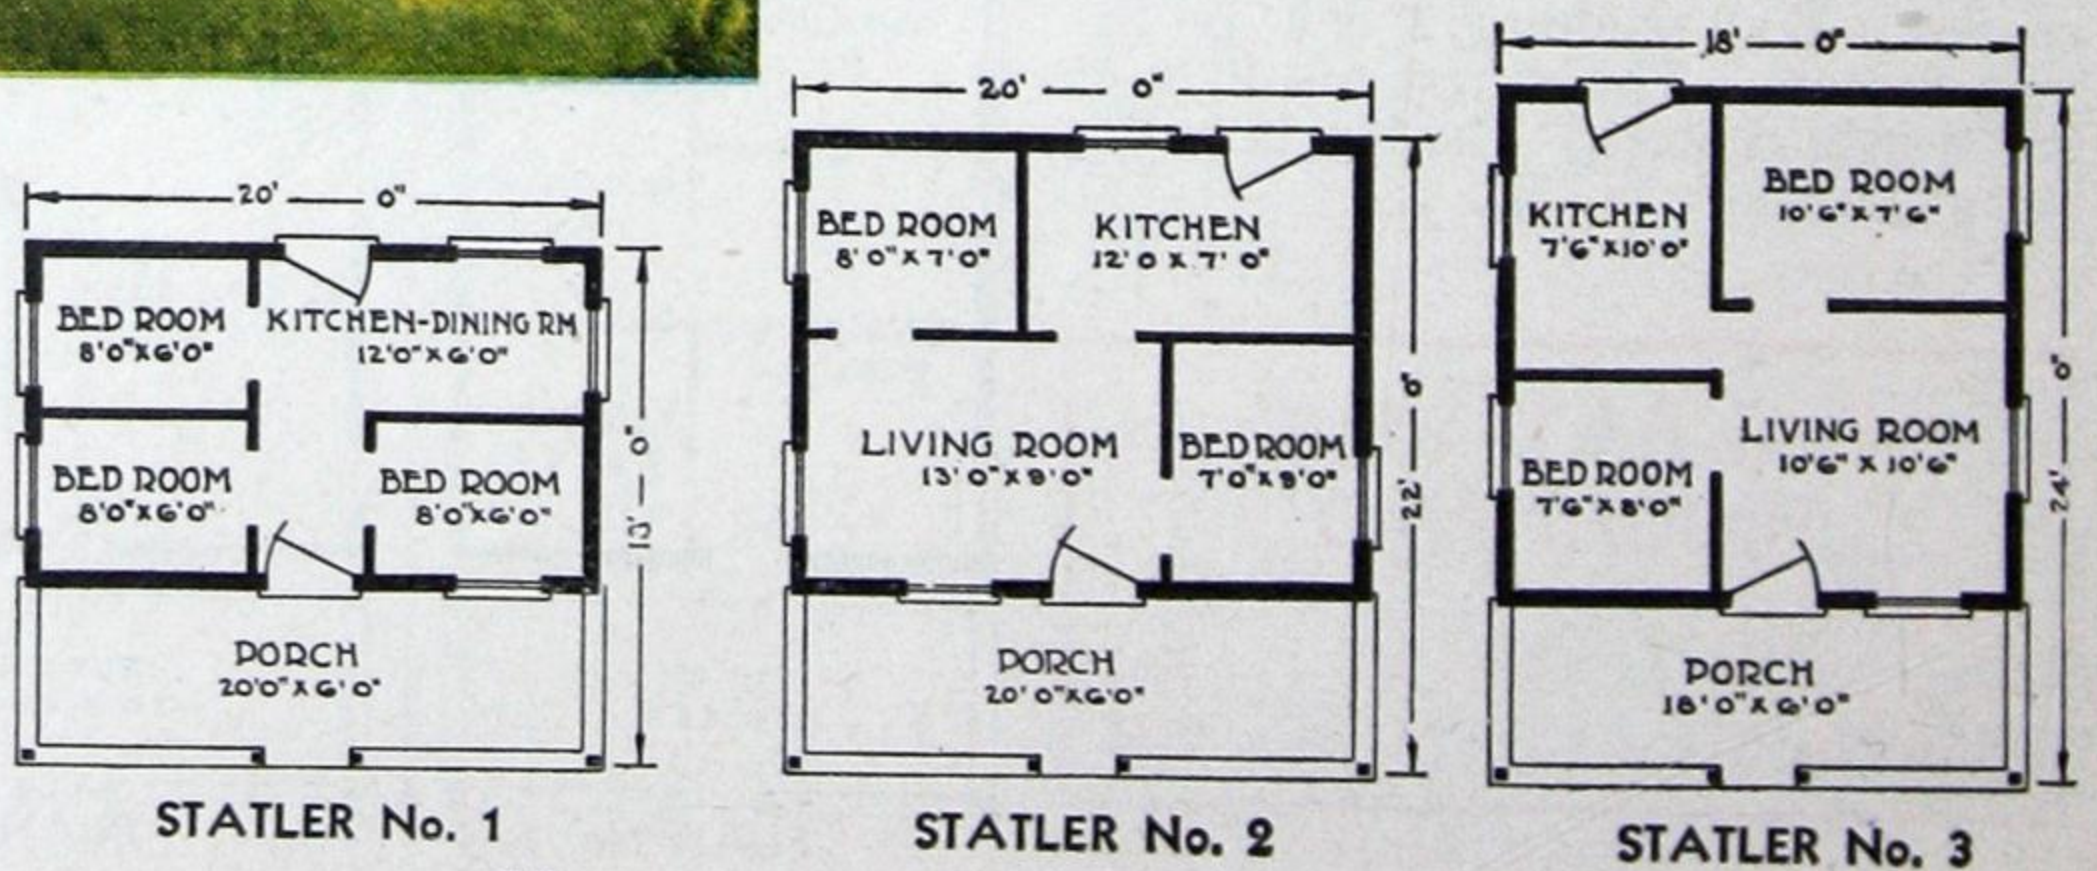 20' 0"
BED ROOM
8'0"X6'0"
KITCHEN-DINING RM
12'0"X6'0"
BED ROOM
8'0"X6'0"
BED ROOM
8'0"X6'0"
0"
PORCH
20'0"X6'0"
STATLER No. 1
20' 0"
BED ROOM
8'0"X7'0"
KITCHEN
12'0 X 7'0"
LIVING ROOM
13'0"X9'0"
BED ROOM
7'0"X9'0"
22' 0"
PORCH
20'0"X6'0"
STATLER No. 2
18' 0"
KITCHEN
7'6"X10'0"
BED ROOM
10'6"X7'6"
BED ROOM
7'6"X8'0"
LIVING ROOM
10'6" X 10'6"
24' 0"
PORCH
18'0"X6'0"
STATLER No. 3